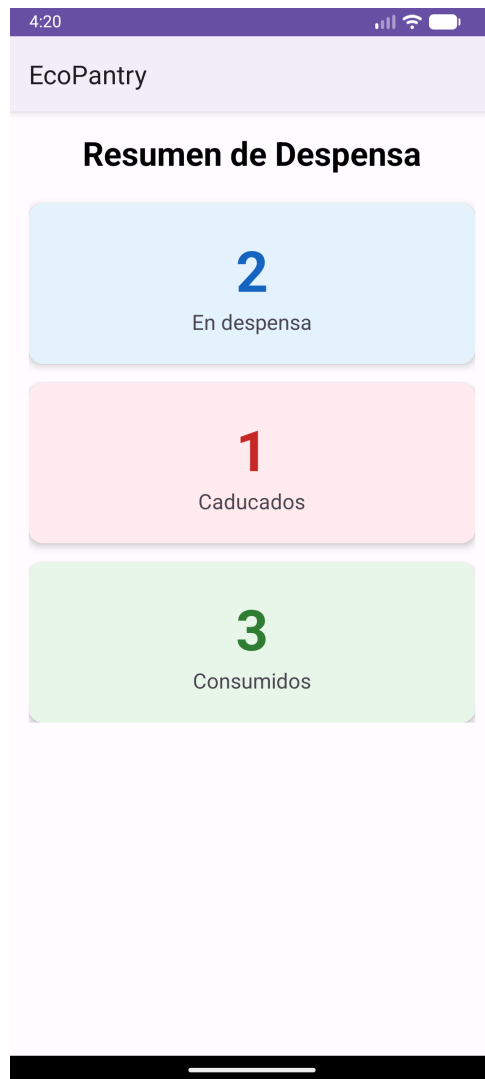 4:20
EcoPantry
Resumen de Despensa
2
En despensa
1
Caducados
3
Consumidos